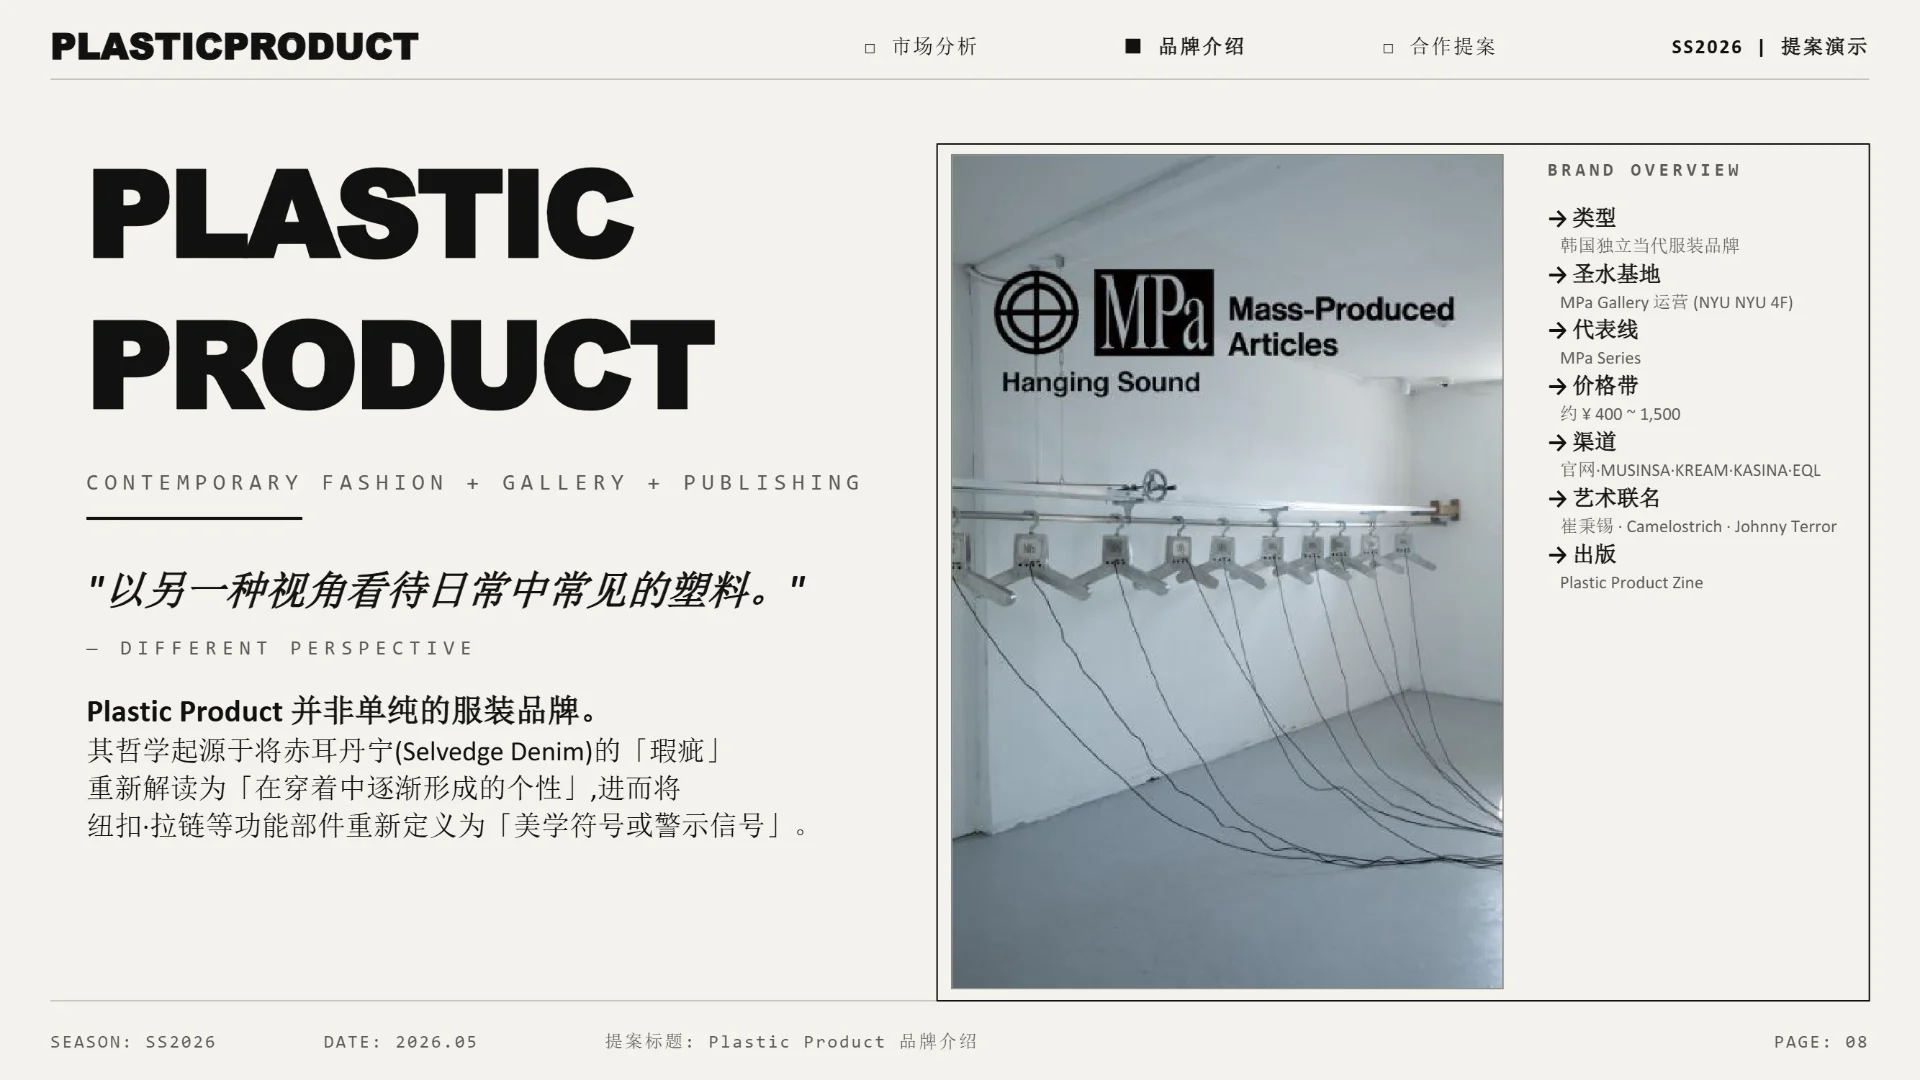 PLASTICPRODUCT
□ 市场分析
■ 品牌介绍
□ 合作提案
SS2026 | 提案演示
PLASTIC
PRODUCT
CONTEMPORARY FASHION + GALLERY + PUBLISHING
"以另一种视角看待日常中常见的塑料。"
— DIFFERENT PERSPECTIVE
Plastic Product 并非单纯的服装品牌。
其哲学起源于将赤耳丹宁(Selvedge Denim)的「瑕疵」
重新解读为「在穿着中逐渐形成的个性」,进而将
纽扣·拉链等功能部件重新定义为「美学符号或警示信号」。
MPa
Mass-Produced
Articles
Hanging Sound
BRAND OVERVIEW
→ 类型
韩国独立当代服装品牌
→ 圣水基地
MPa Gallery 运营 (NYU NYU 4F)
→ 代表线
MPa Series
→ 价格带
约 ¥ 400 ~ 1,500
→ 渠道
官网·MUSINSA·KREAM·KASINA·EQL
→ 艺术联名
崔秉锡 · Camelostrich · Johnny Terror
→ 出版
Plastic Product Zine
SEASON: SS2026
DATE: 2026.05
提案标题: Plastic Product 品牌介绍
PAGE: 08